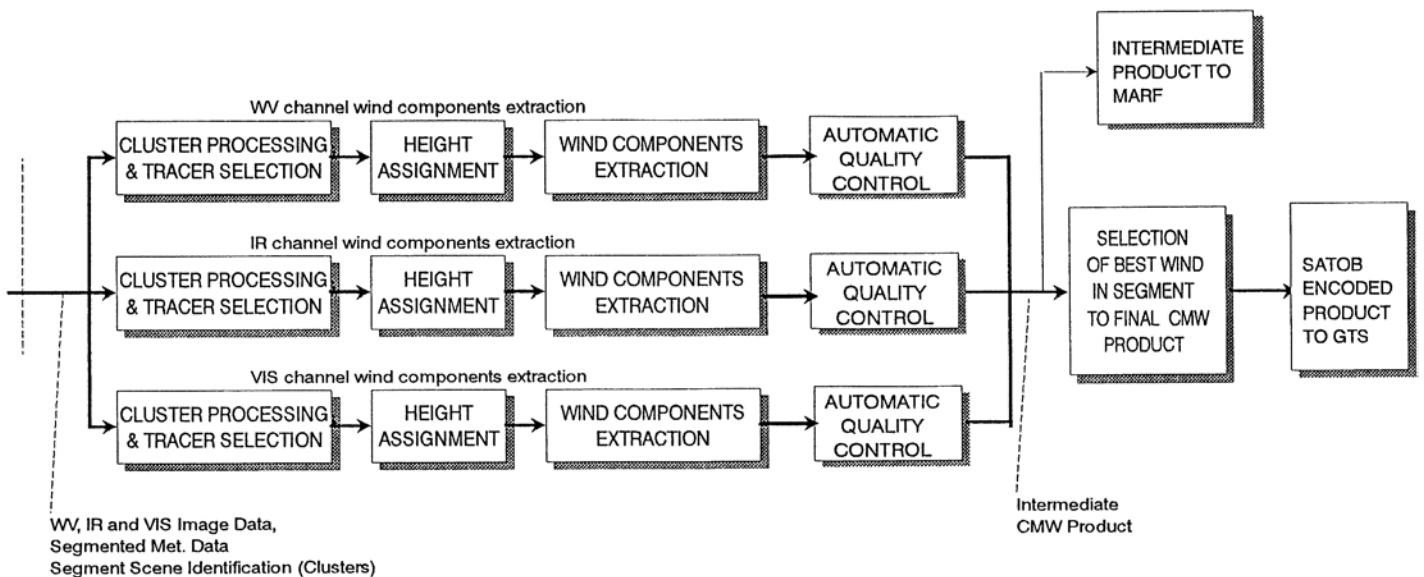 INTERMEDIATE
PRODUCT TO
MARF
WV channel wind components extraction
CLUSTER PROCESSING
& TRACER SELECTION
HEIGHT
ASSIGNMENT
WIND COMPONENTS
EXTRACTION
AUTOMATIC
QUALITY
CONTROL
IR channel wind components extraction
CLUSTER PROCESSING
& TRACER SELECTION
HEIGHT
ASSIGNMENT
WIND COMPONENTS
EXTRACTION
AUTOMATIC
QUALITY
CONTROL
SELECTION
OF BEST WIND
IN SEGMENT
TO FINAL CMW
PRODUCT
SATOB
ENCODED
PRODUCT
TO GTS
VIS channel wind components extraction
CLUSTER PROCESSING
& TRACER SELECTION
HEIGHT
ASSIGNMENT
WIND COMPONENTS
EXTRACTION
AUTOMATIC
QUALITY
CONTROL
WV, IR and VIS Image Data,
Segmented Met. Data
Segment Scene Identification (Clusters)
Intermediate
CMW Product